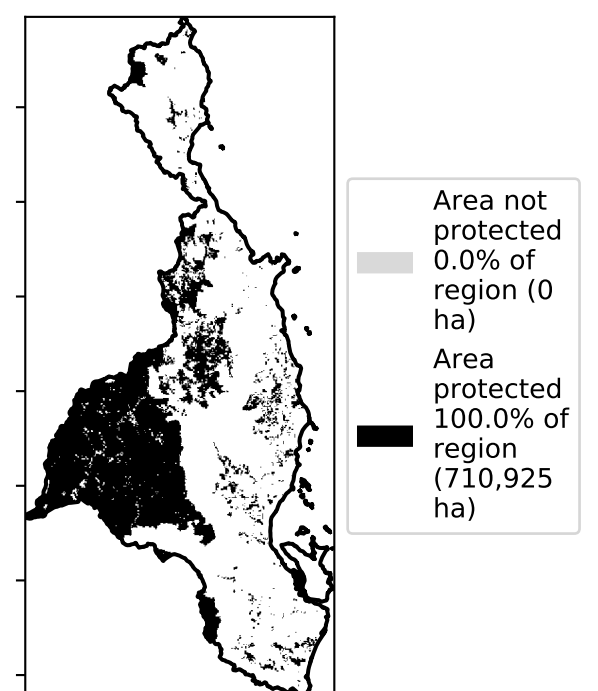 Area not
protected
0.0% of
region (0
ha)
Area
protected
100.0% of
region
(710,925
ha)